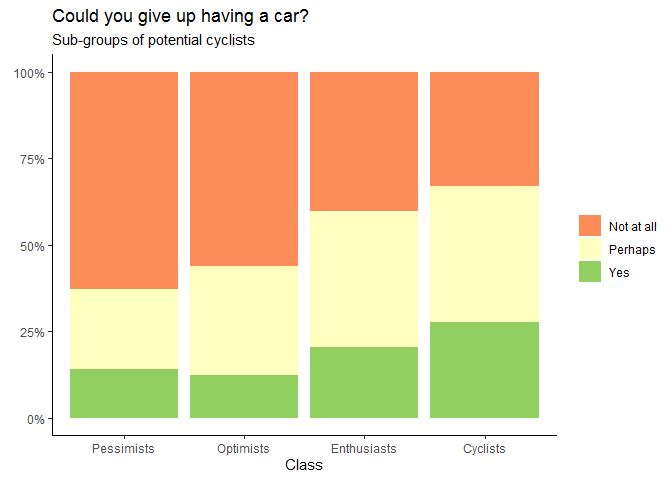 Could you give up having a car?
Sub-groups of potential cyclists
100%
75%
50%
25%
0%
Not at all
Perhaps
Yes
Pessimists
Optimists
Enthusiasts
Cyclists
Class